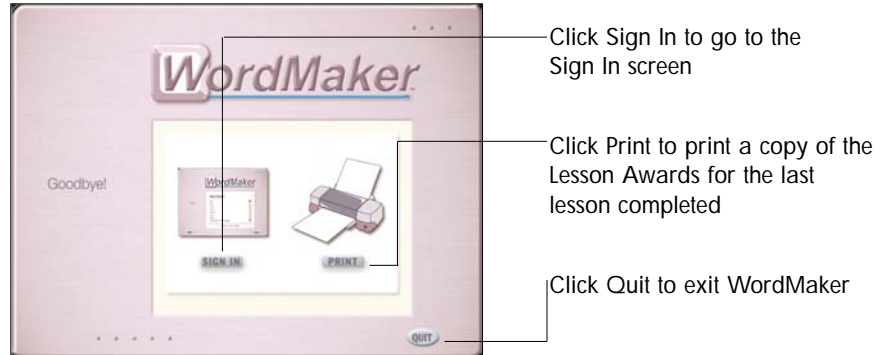 WordMaker
Goodbye!
WordMaker
SIGN IN
PRINT
QUIT
Click Sign In to go to the
Sign In screen
Click Print to print a copy of the
Lesson Awards for the last
lesson completed
Click Quit to exit WordMaker